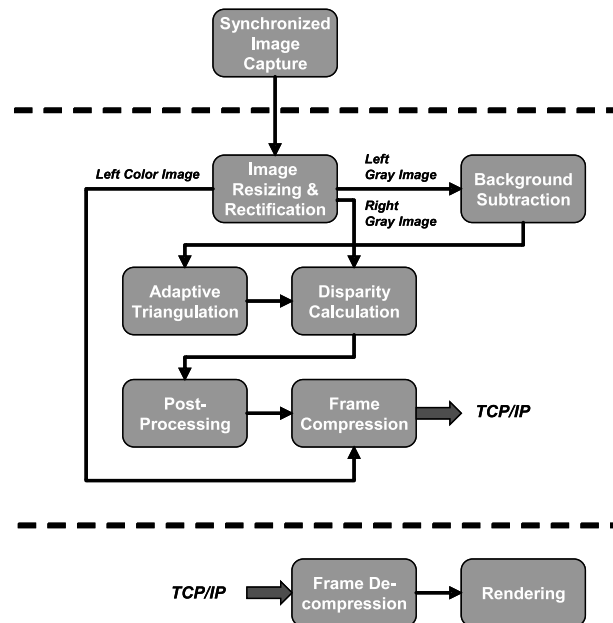 Synchronized
Image
Capture
Left Color Image
Image
Resizing &
Rectification
Left
Gray Image
Right
Gray Image
Background
Subtraction
Adaptive
Triangulation
Disparity
Calculation
Post-
Processing
Frame
Compression
TCP/IP
TCP/IP
Frame De-
compression
Rendering